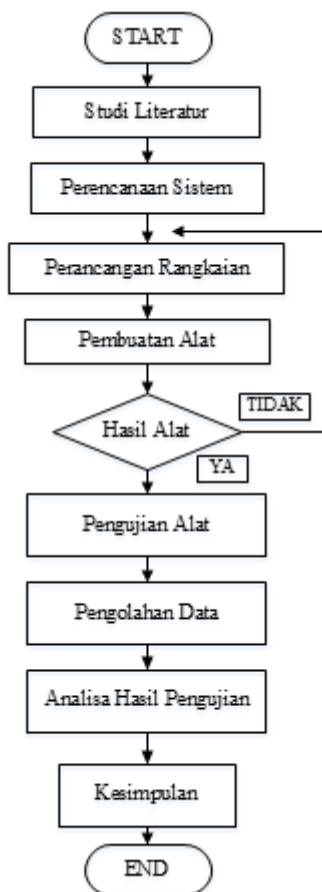 START
Studi Literatur
Perencanaan Sistem
Perancangan Rangkaian
Pembuatan Alat
Hasil Alat
TIDAK
YA
Pengujian Alat
Pengolahan Data
Analisa Hasil Pengujian
Kesimpulan
END